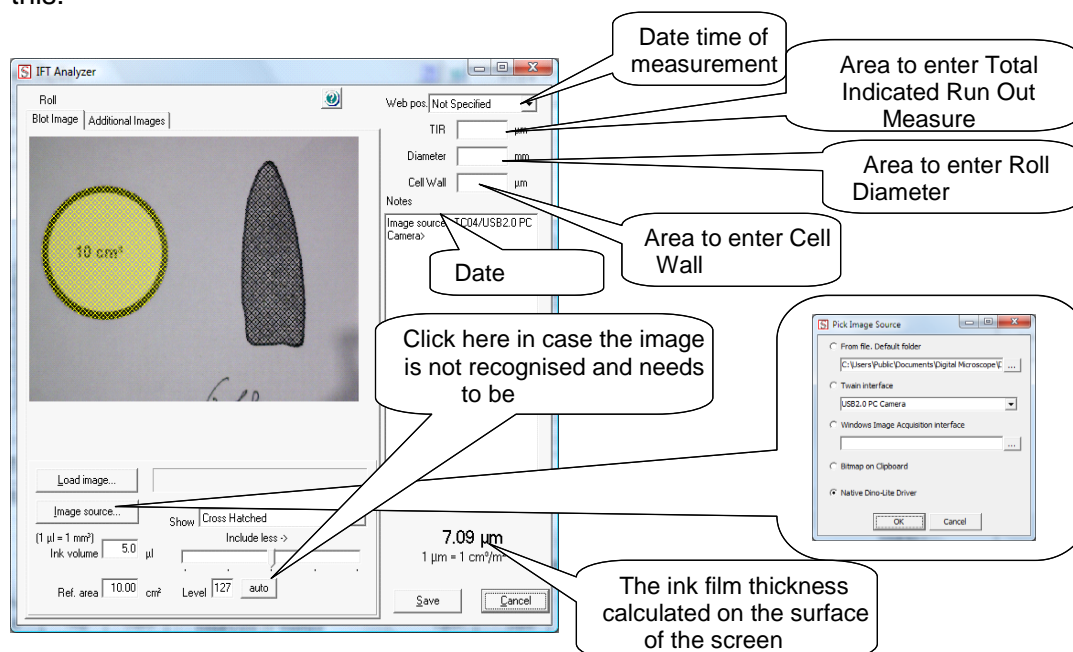 this.
IFT Analyzer
Roll
Blot Image
Additional Images
10 cm²
Web pos.
Not Specified
TIR
µm
Diameter
mm
Cell Wall
µm
Notes
TC04/USB2.0 PC
Camera>
Load image...
Image source...
Show
Cross Hatched
(1 µl = 1 mm³)
Include less ->
Ink volume
5.0
µl
Ref. area
10.00
cm²
Level
127
auto
7.09 µm
1 µm = 1 cm³/m²
Save
Cancel
Date time of
measurement
Area to enter Total
Indicated Run Out
Measure
Area to enter Roll
Diameter
Area to enter Cell
Wall
Date
Click here in case the image
is not recognised and needs
to be
Pick Image Source
From file. Default folder
C:\Users\Public\Documents\Digital Microscope\
...
Twain interface
USB2.0 PC Camera
Windows Image Acquisition interface
...
Bitmap on Clipboard
Native Dino-Lite Driver
OK
Cancel
The ink film thickness
calculated on the surface
of the screen